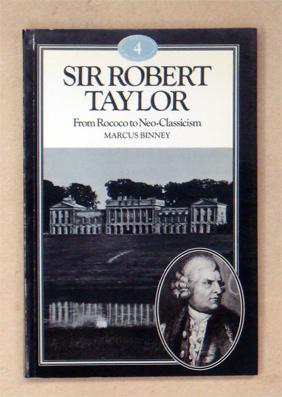 4
SIR ROBERT
TAYLOR
From Rococo to Neo-Classicism
MARCUS BINNEY